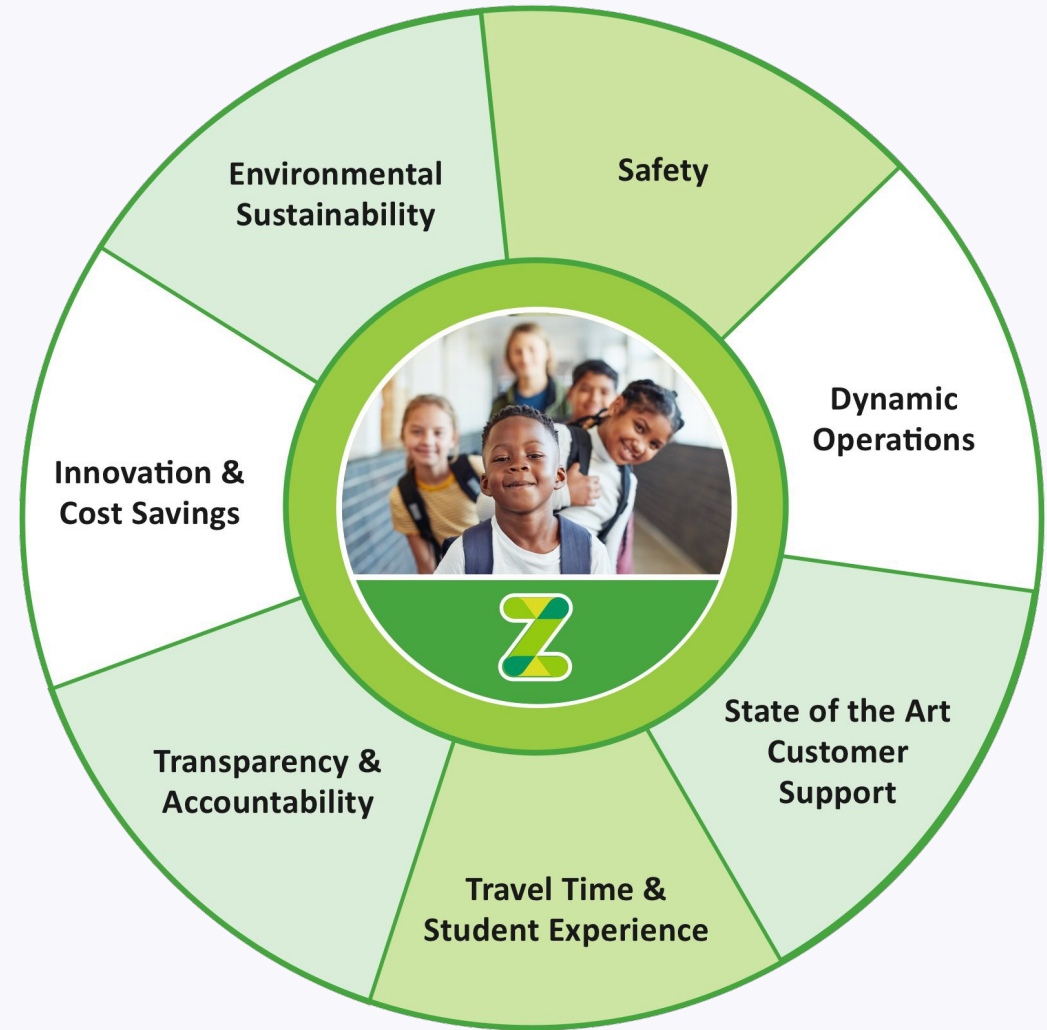 Environmental
Sustainability
Safety
Dynamic
Operations
State of the Art
Customer
Support
Travel Time &
Student Experience
Transparency &
Accountability
Innovation &
Cost Savings
Z